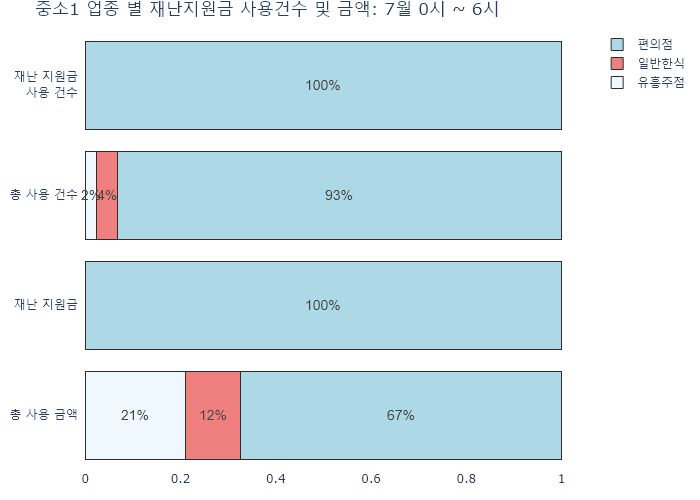 중소1 업종 별 재난지원금 사용건수 및 금액: 7월 0시 ~ 6시
편의점
일반한식
유흥주점
재난 지원금
사용 건수
100%
총 사용 건수
2%
4%
93%
재난 지원금
100%
총 사용 금액
21%
12%
67%
0
0.2
0.4
0.6
0.8
1